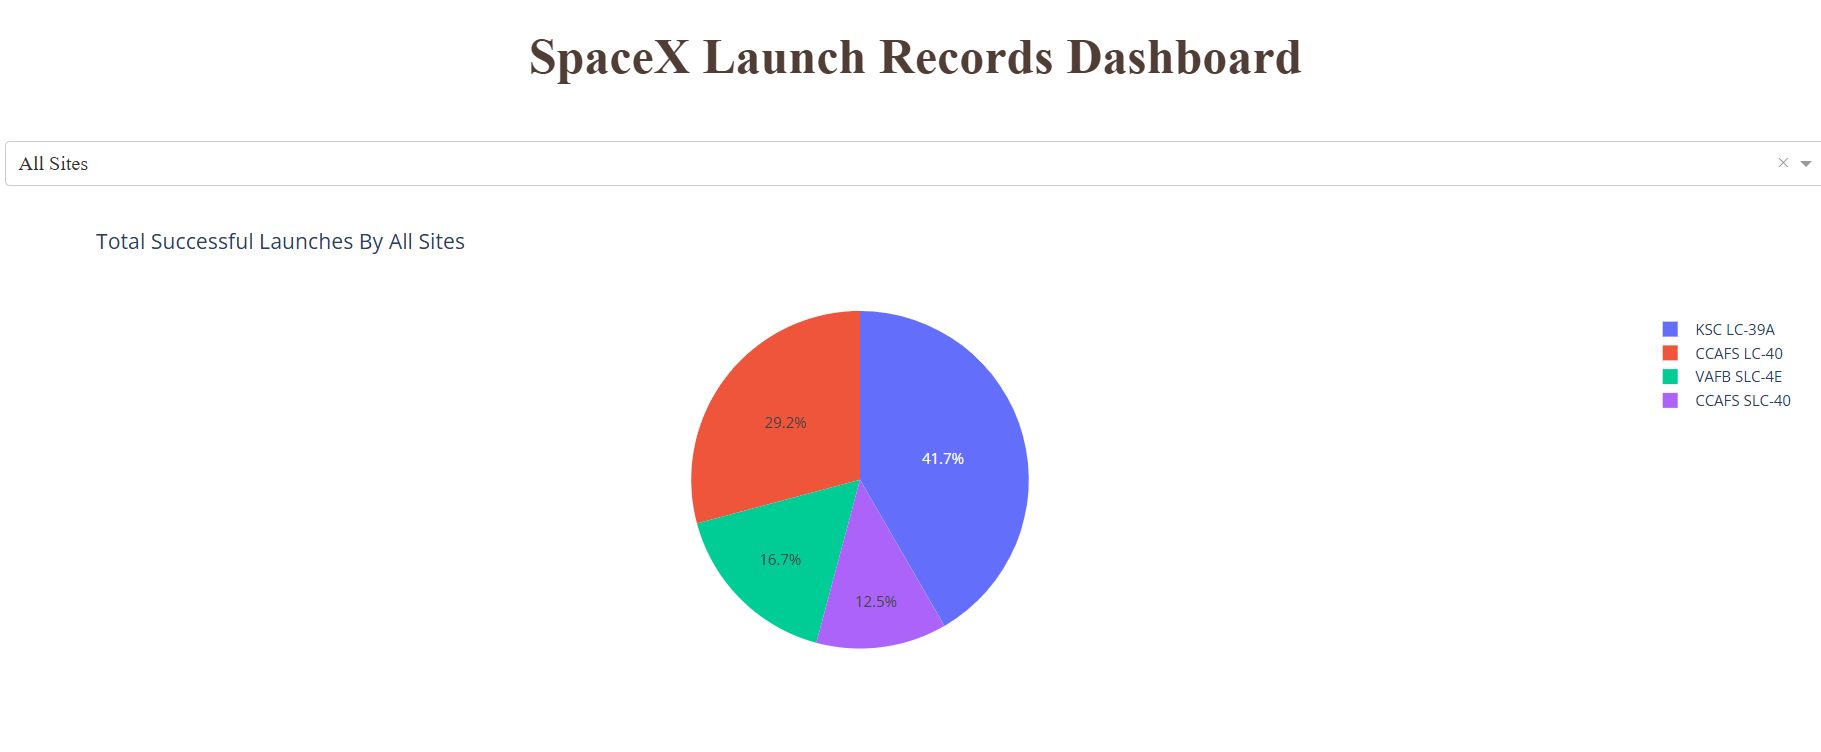 SpaceX Launch Records Dashboard
All Sites
Total Successful Launches By All Sites
KSC LC-39A
CCAFS LC-40
VAFB SLC-4E
CCAFS SLC-40
29.2%
41.7%
16.7%
12.5%